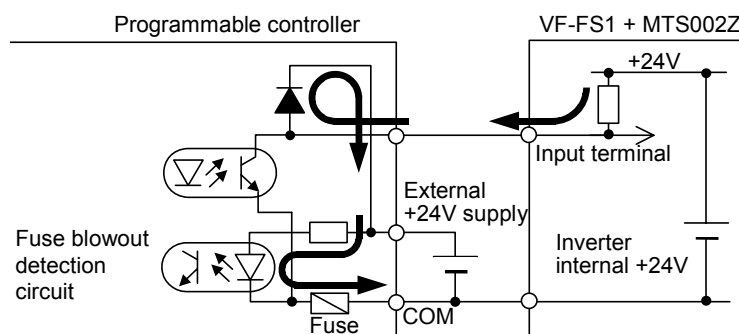 Programmable controller
VF-FS1 + MTS002Z
+24V
Input terminal
External
+24V supply
Fuse blowout
detection
circuit
Inverter
internal +24V
COM
Fuse